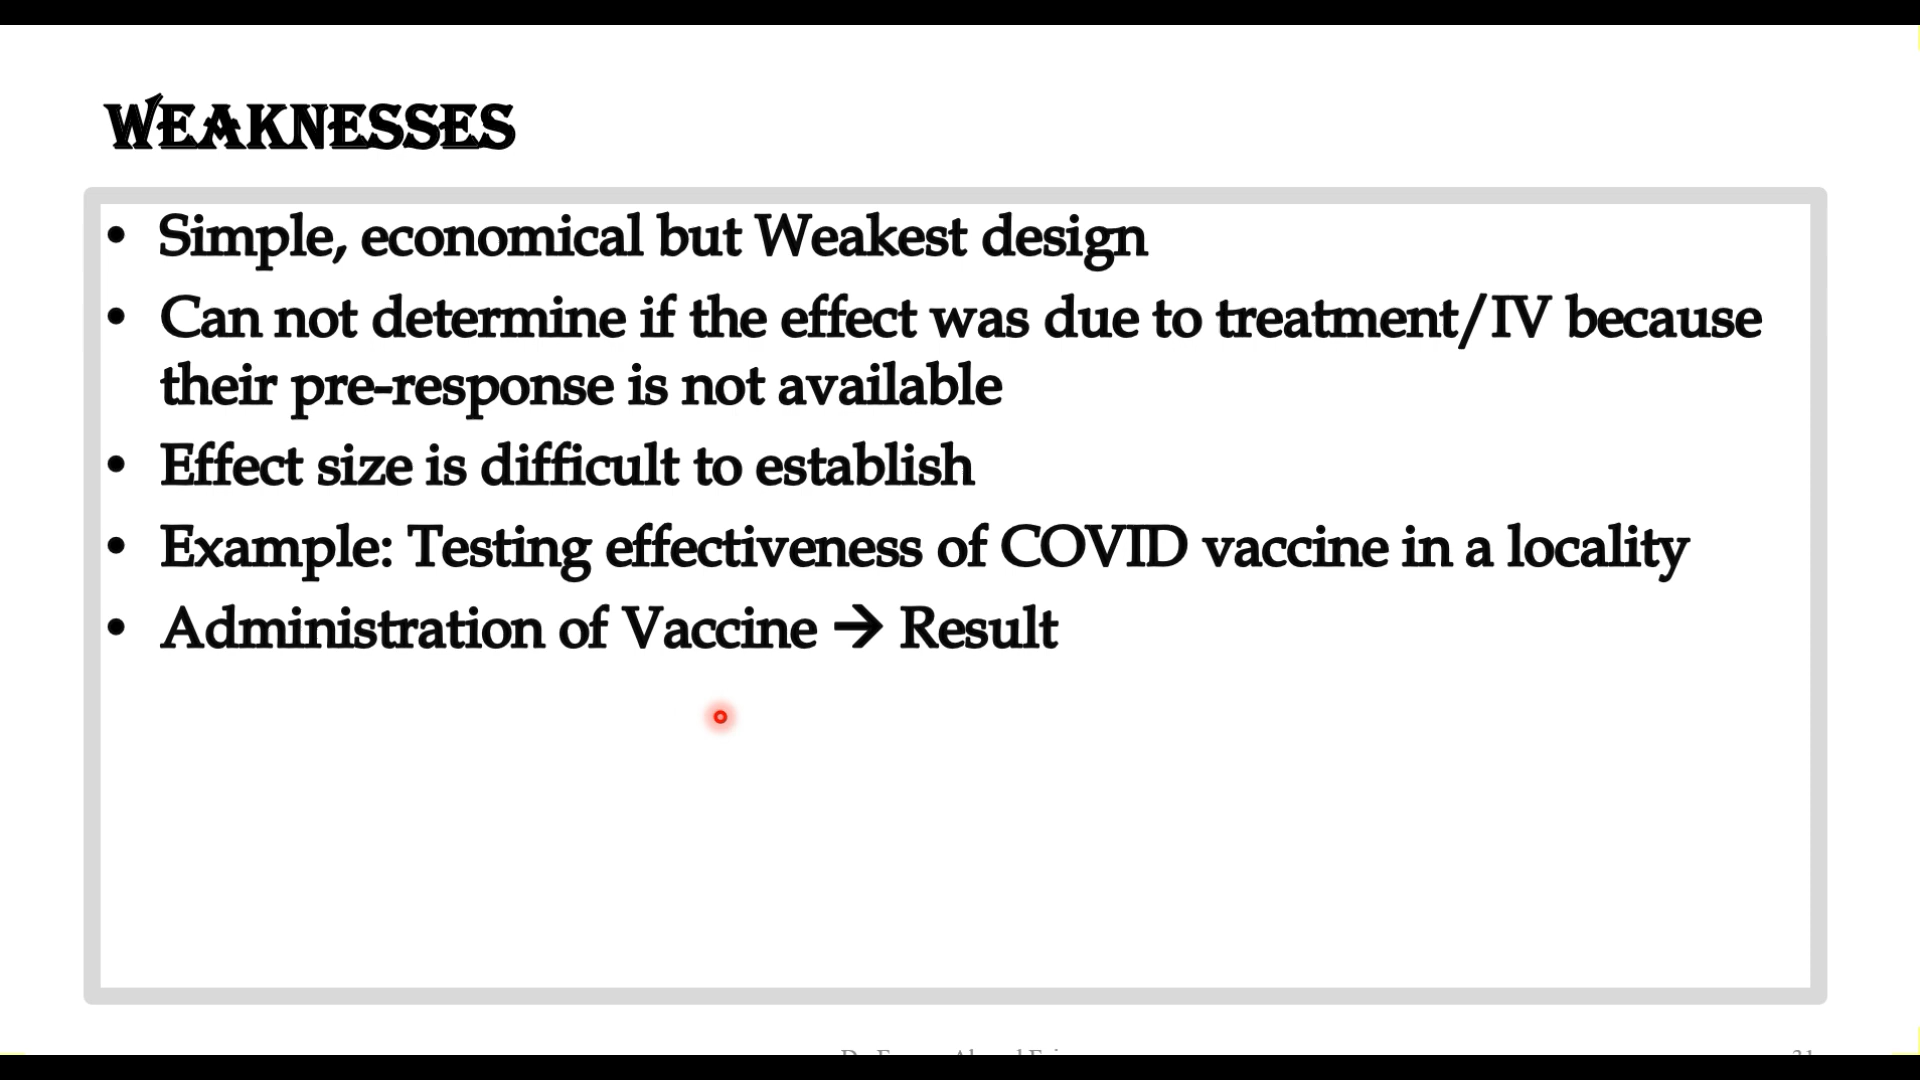 WEAKNESSES
• Simple, economical but Weakest design
• Can not determine if the effect was due to treatment/IV because
their pre-response is not available
• Effect size is difficult to establish
• Example: Testing effectiveness of COVID vaccine in a locality
• Administration of Vaccine → Result